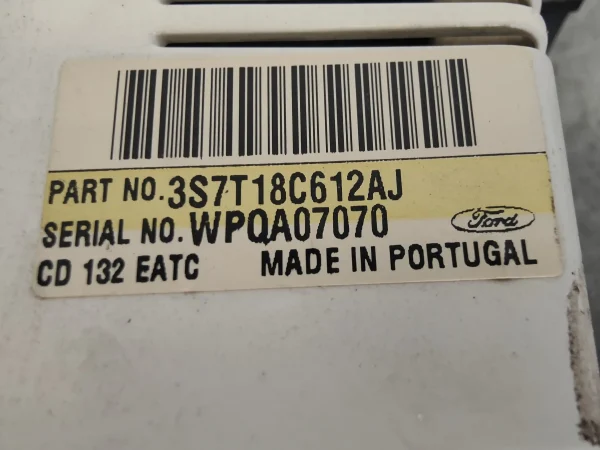 PART NO. 3S7T18C612AJ
SERIAL NO. WPQA07070
Ford
CD 132 EATC MADE IN PORTUGAL